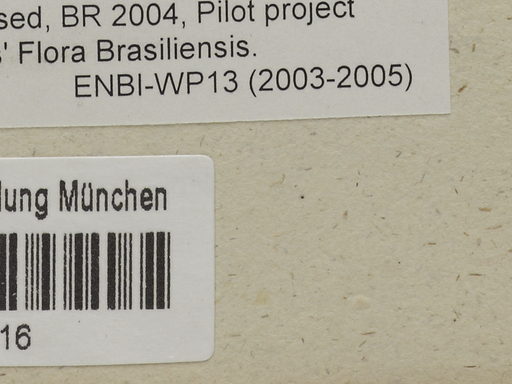 sed, BR 2004, Pilot project
s' Flora Brasiliensis.
ENBI-WP13 (2003-2005)
lung München
16